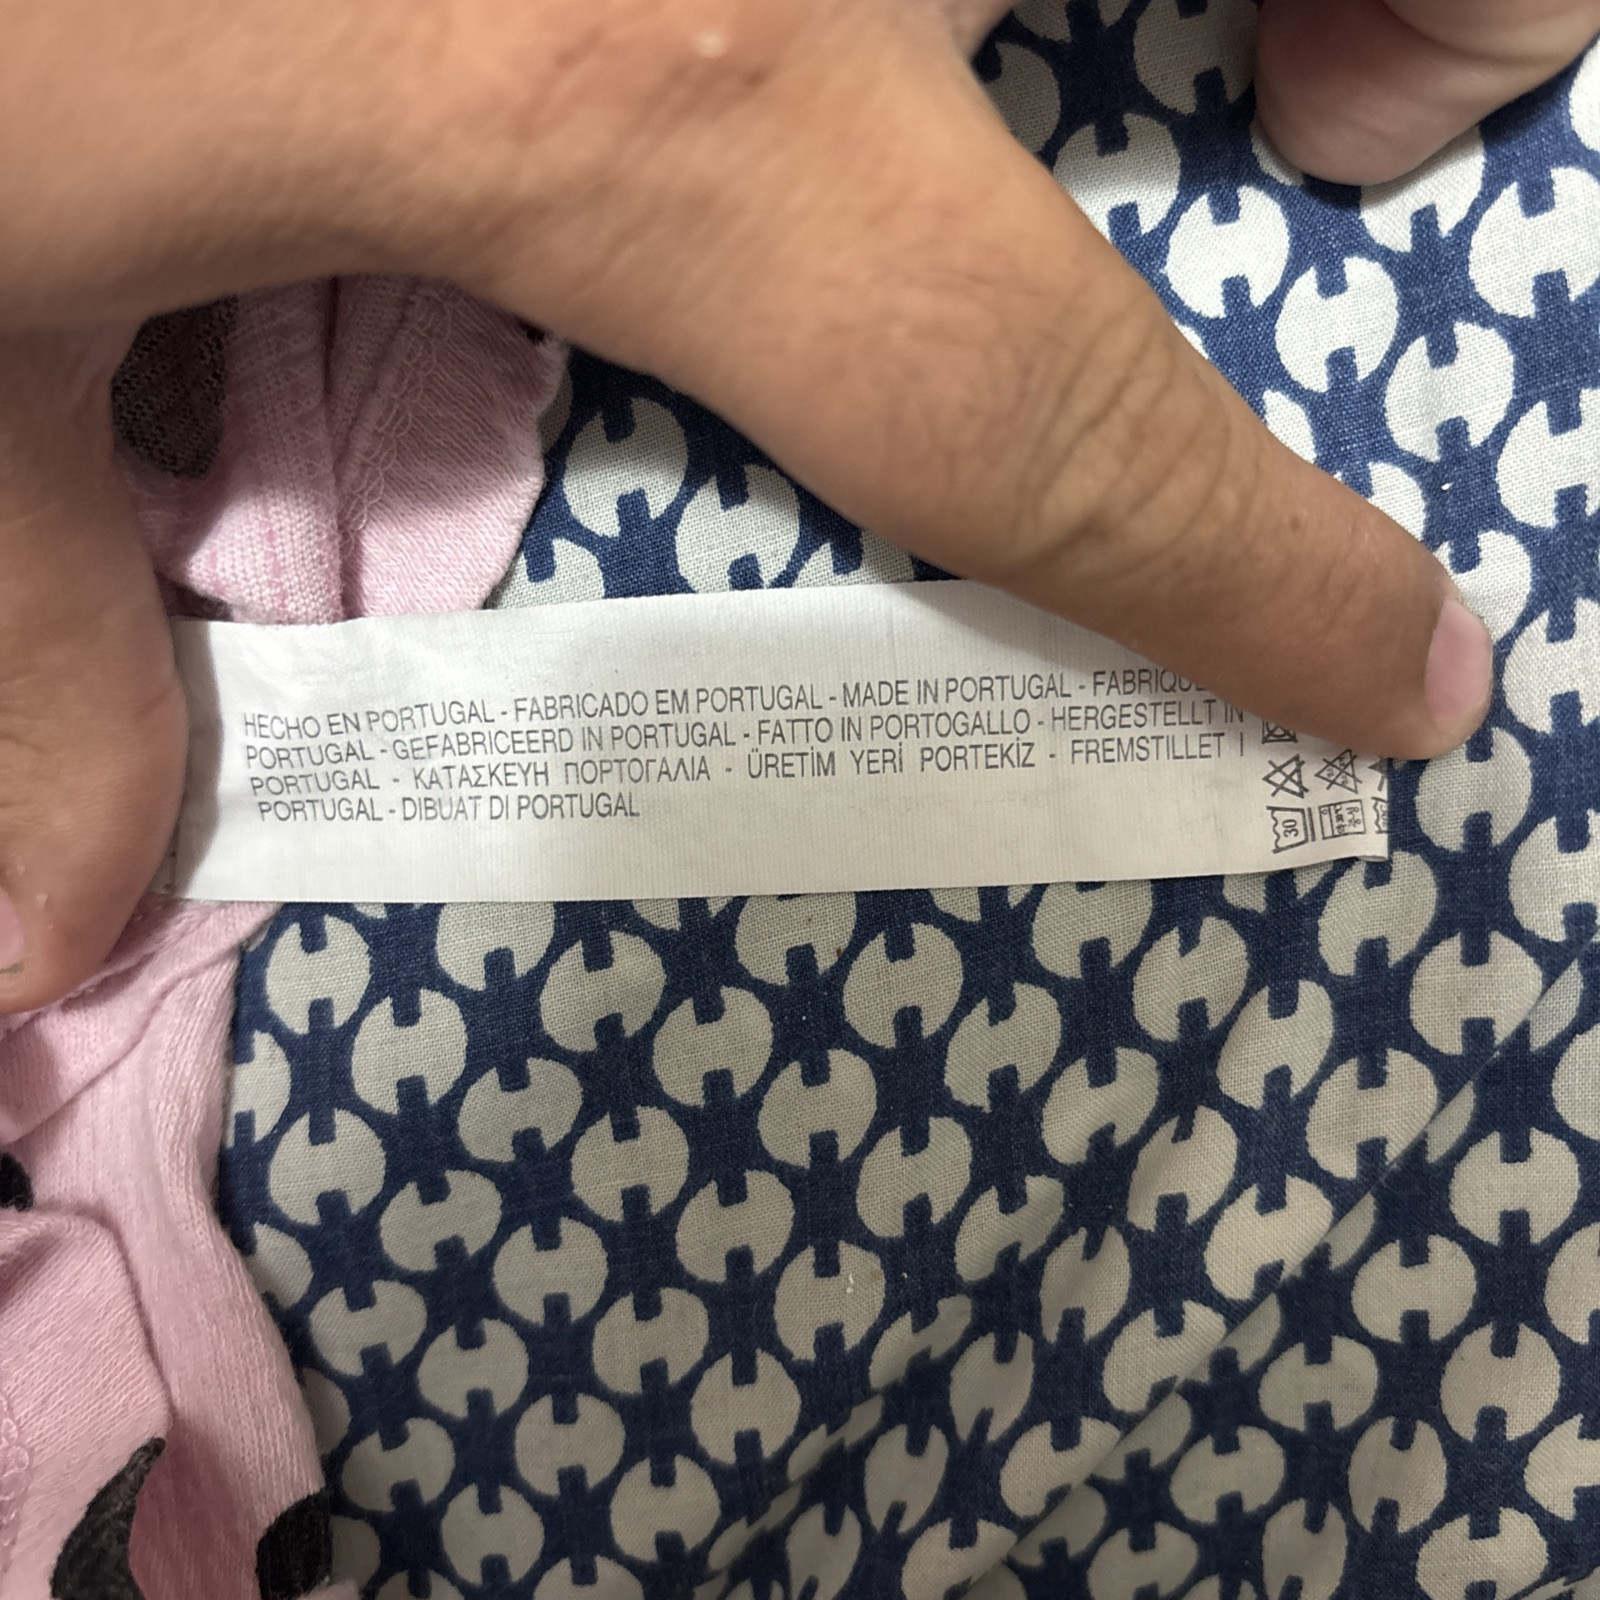 HECHO EN PORTUGAL - FABRICADO EM PORTUGAL - MADE IN PORTUGAL - FABRIQUE
PORTUGAL - GEFABRICEERD IN PORTUGAL - FATTO IN PORTOGALLO - HERGESTELLT IN
PORTUGAL - ΚΑΤΑΣΚΕΥΗ ΠΟΡΤΟΓΑΛΙΑ - ÜRETİM YERİ PORTEKİZ - FREMSTILLET I
PORTUGAL - DIBUAT DI PORTUGAL
30